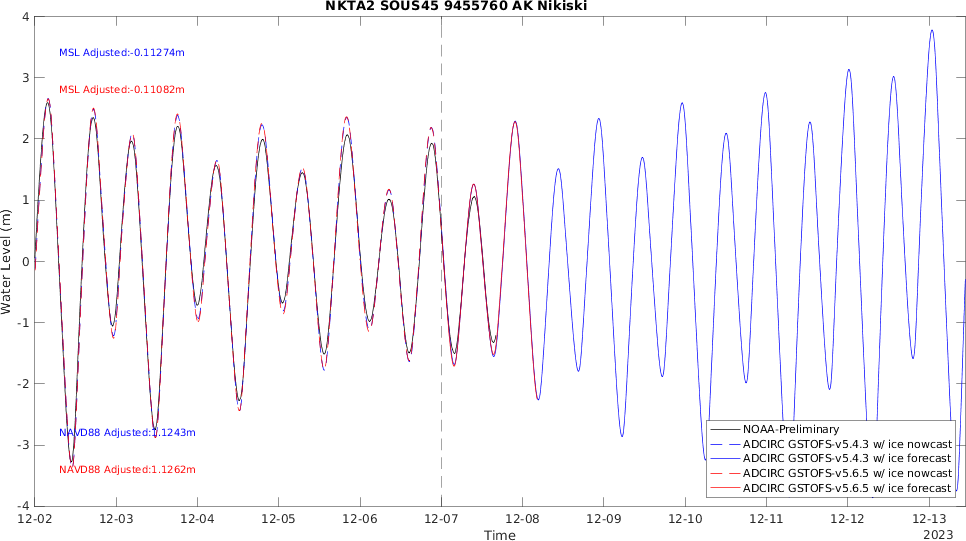 NKTA2 SOUS45 9455760 AK Nikiski
MSL Adjusted:-0.11274m
MSL Adjusted:-0.11082m
NAVD88 Adjusted:1.1243m
NAVD88 Adjusted:1.1262m
Water Level (m)
4
3
2
1
0
-1
-2
-3
-4
NOAA-Preliminary
ADCIRC GSTOFS-v5.4.3 w/ ice nowcast
ADCIRC GSTOFS-v5.4.3 w/ ice forecast
ADCIRC GSTOFS-v5.6.5 w/ ice nowcast
ADCIRC GSTOFS-v5.6.5 w/ ice forecast
12-02 12-03 12-04 12-05 12-06 12-07 12-08 12-09 12-10 12-11 12-12 12-13
Time
2023